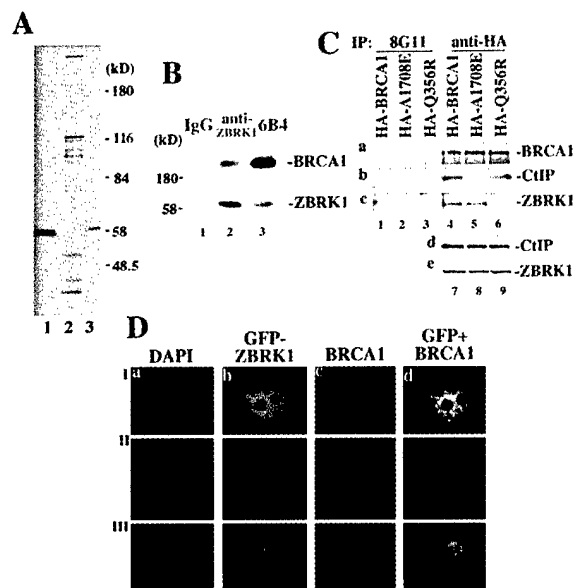 A
(kD)
180
116
84
58
48.5
1 2 3
B
IgG anti-ZBRK1 6B4
(kD)
-BRCA1
180-
58-
-ZBRK1
1 2 3
C
IP: 8G11 anti-HA
HA-BRCA1
HA-A1708E
HA-Q356R
HA-BRCA1
HA-A1708E
HA-Q356R
a
-BRCA1
b
-CtIP
c
-ZBRK1
1 2 3 4 5 6
d
-CtIP
e
-ZBRK1
7 8 9
D
DAPI
GFP-ZBRK1
BRCA1
GFP+BRCA1
I
a b c d
II
III